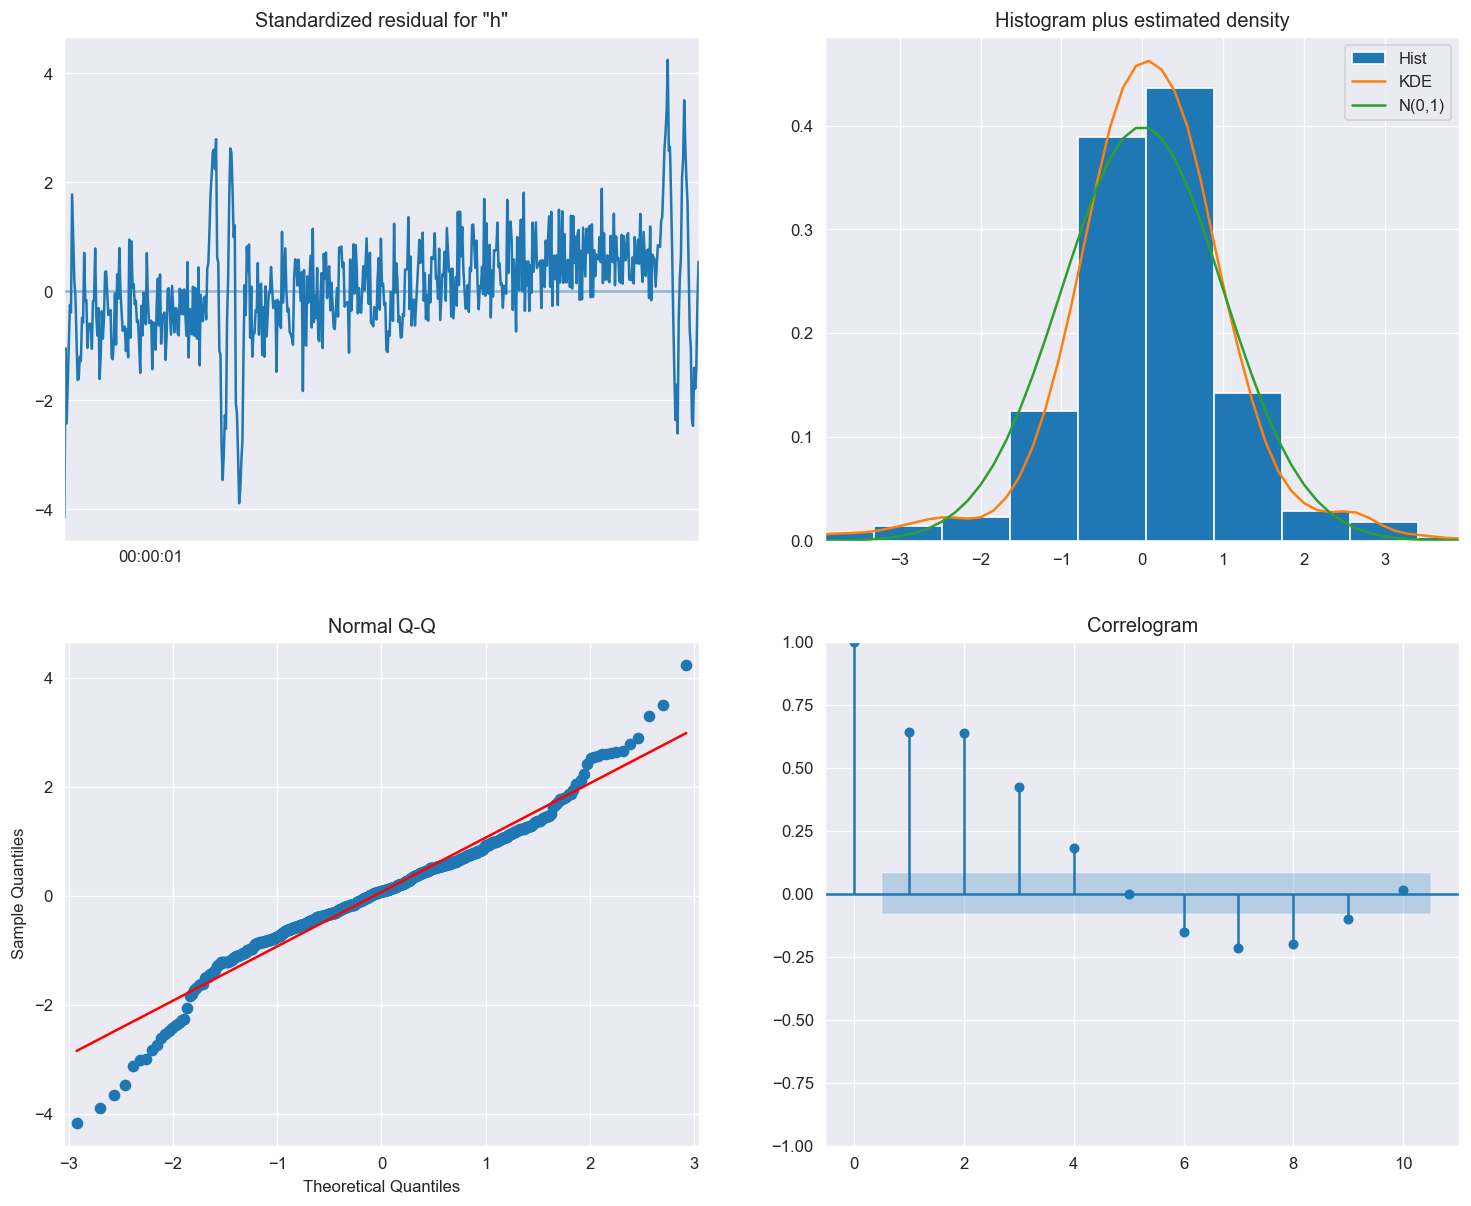 Standardized residual for "h"
4
2
0
−2
−4
00:00:01
Histogram plus estimated density
Hist
KDE
N(0,1)
0.4
0.3
0.2
0.1
0.0
−3 −2 −1 0 1 2 3
Normal Q-Q
Sample Quantiles
4
2
0
−2
−4
−3 −2 −1 0 1 2 3
Theoretical Quantiles
Correlogram
1.00
0.75
0.50
0.25
0.00
−0.25
−0.50
−0.75
−1.00
0 2 4 6 8 10